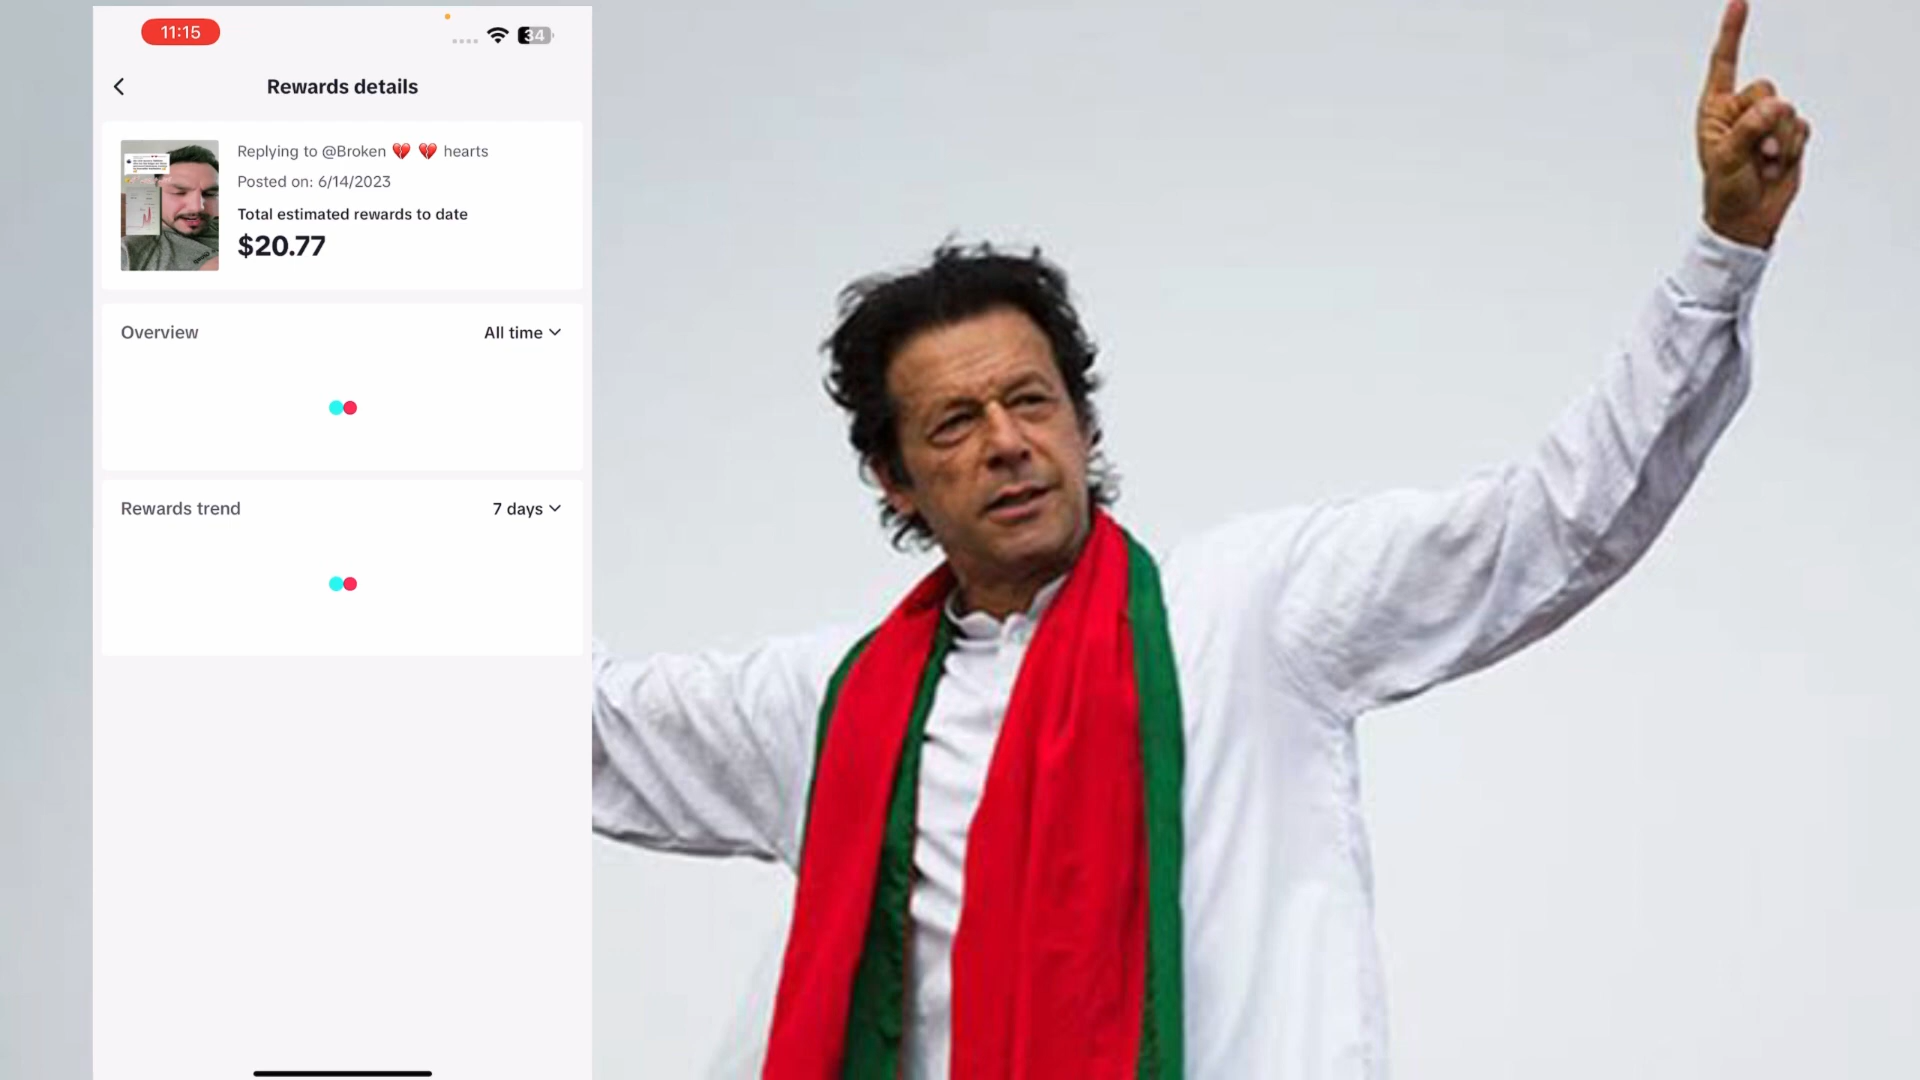 11:15
34
Rewards details
Replying to @Broken 💔 💔 hearts
Posted on: 6/14/2023
Total estimated rewards to date
$20.77
Overview
All time
Rewards trend
7 days